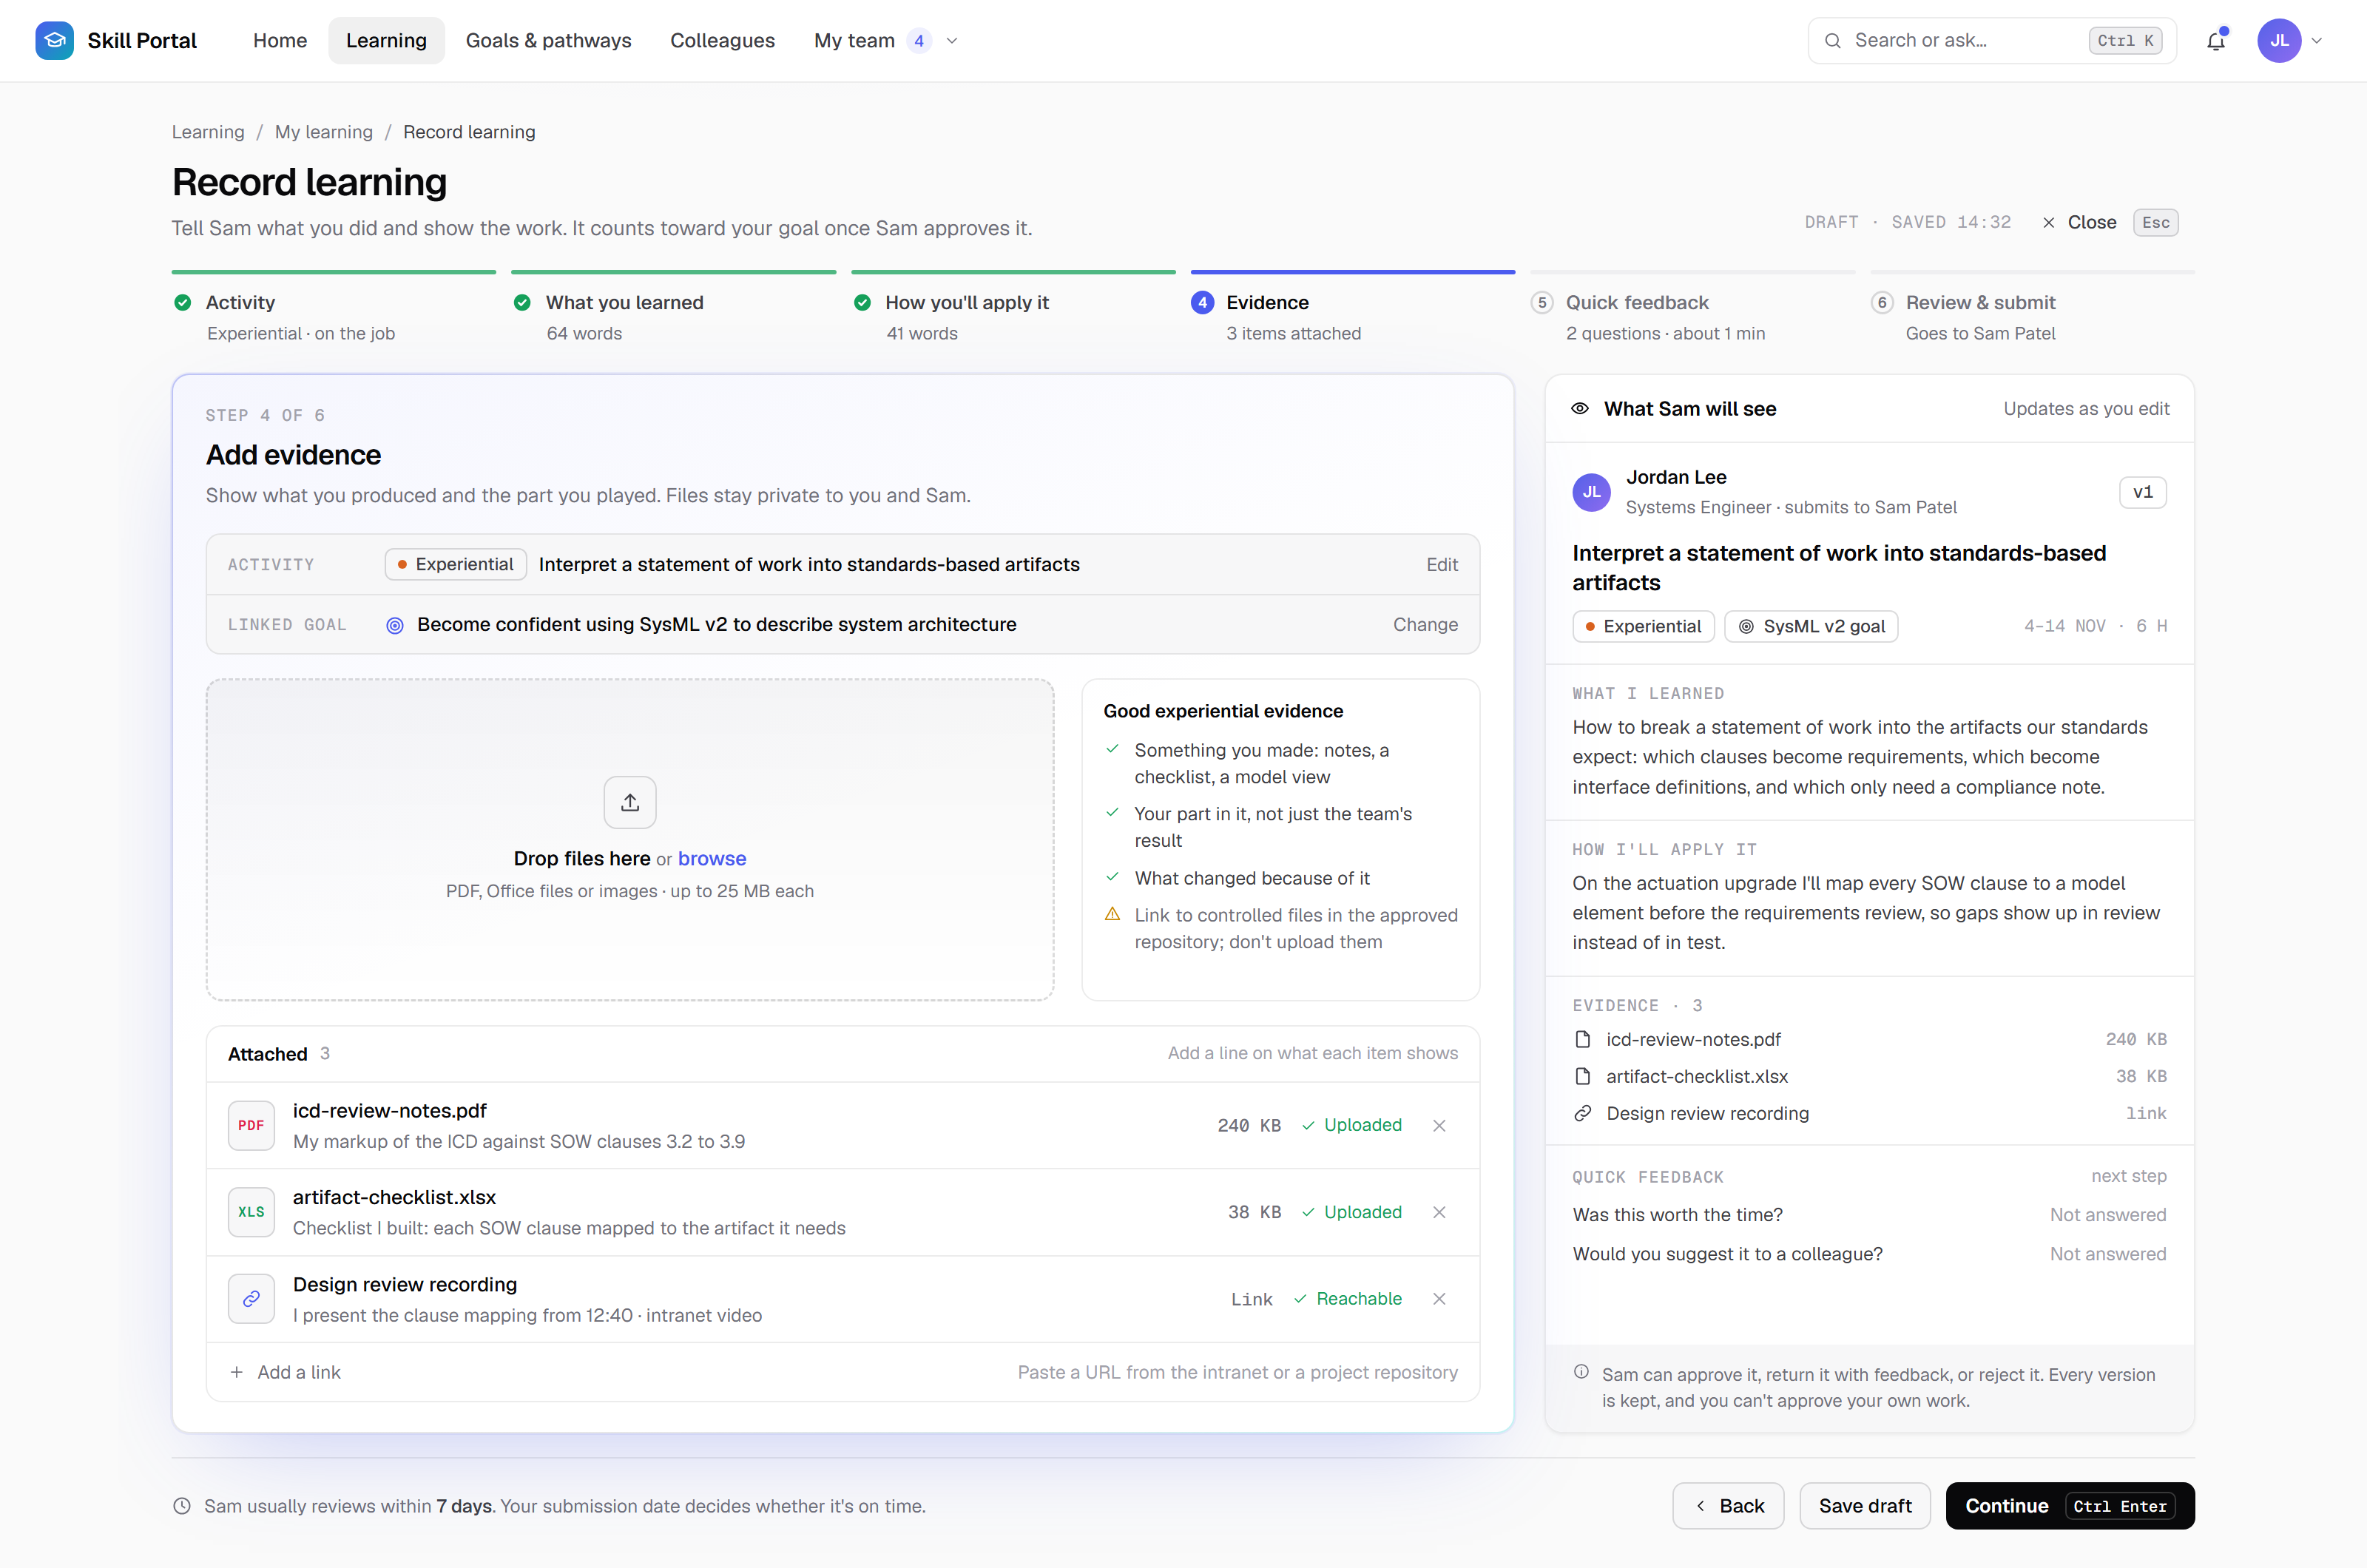 Skill Portal
Home
Learning
Goals & pathways
Colleagues
My team 4
Search or ask...
Ctrl K
JL
Learning / My learning / Record learning
Record learning
Tell Sam what you did and show the work. It counts toward your goal once Sam approves it.
DRAFT · SAVED 14:32
Close
Esc
Activity
Experiential · on the job
What you learned
64 words
How you'll apply it
41 words
4 Evidence
3 items attached
5 Quick feedback
2 questions · about 1 min
6 Review & submit
Goes to Sam Patel
STEP 4 OF 6
Add evidence
Show what you produced and the part you played. Files stay private to you and Sam.
ACTIVITY
Experiential
Interpret a statement of work into standards-based artifacts
Edit
LINKED GOAL
Become confident using SysML v2 to describe system architecture
Change
Drop files here or browse
PDF, Office files or images · up to 25 MB each
Good experiential evidence
Something you made: notes, a
checklist, a model view
Your part in it, not just the team's
result
What changed because of it
Link to controlled files in the approved
repository; don't upload them
Attached 3
Add a line on what each item shows
PDF
icd-review-notes.pdf
My markup of the ICD against SOW clauses 3.2 to 3.9
240 KB
Uploaded
XLS
artifact-checklist.xlsx
Checklist I built: each SOW clause mapped to the artifact it needs
38 KB
Uploaded
Design review recording
I present the clause mapping from 12:40 · intranet video
Link
Reachable
Add a link
Paste a URL from the intranet or a project repository
What Sam will see
Updates as you edit
JL
Jordan Lee
Systems Engineer · submits to Sam Patel
v1
Interpret a statement of work into standards-based
artifacts
Experiential
SysML v2 goal
4–14 NOV · 6 H
WHAT I LEARNED
How to break a statement of work into the artifacts our standards
expect: which clauses become requirements, which become
interface definitions, and which only need a compliance note.
HOW I'LL APPLY IT
On the actuation upgrade I'll map every SOW clause to a model
element before the requirements review, so gaps show up in review
instead of in test.
EVIDENCE · 3
icd-review-notes.pdf
240 KB
artifact-checklist.xlsx
38 KB
Design review recording
link
QUICK FEEDBACK
next step
Was this worth the time?
Not answered
Would you suggest it to a colleague?
Not answered
Sam can approve it, return it with feedback, or reject it. Every version
is kept, and you can't approve your own work.
Sam usually reviews within 7 days. Your submission date decides whether it's on time.
Back
Save draft
Continue
Ctrl Enter